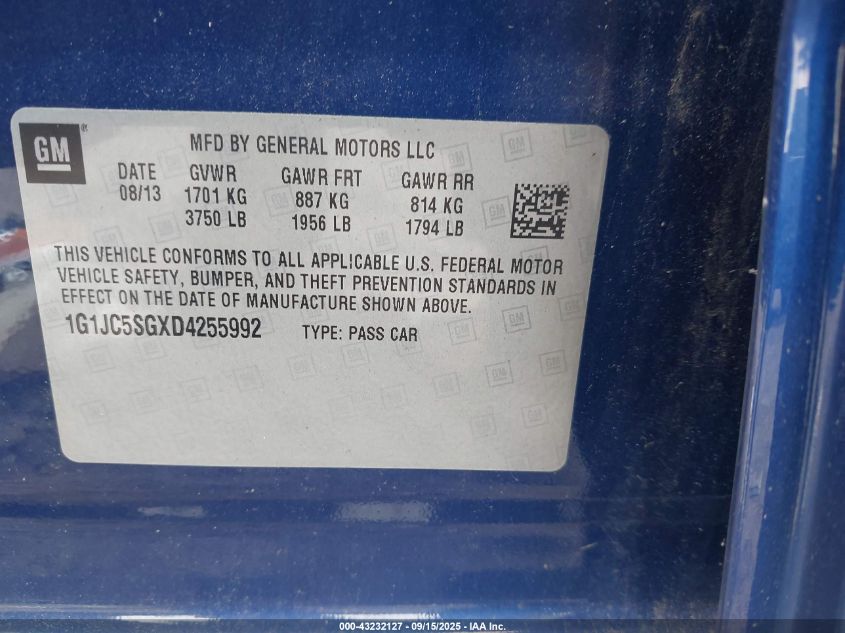 GM ®
MFD BY GENERAL MOTORS LLC
DATE GVWR GAWR FRT GAWR RR
08/13 1701 KG 887 KG 814 KG
3750 LB 1956 LB 1794 LB
THIS VEHICLE CONFORMS TO ALL APPLICABLE U.S. FEDERAL MOTOR
VEHICLE SAFETY, BUMPER, AND THEFT PREVENTION STANDARDS IN
EFFECT ON THE DATE OF MANUFACTURE SHOWN ABOVE.
1G1JC5SGXD4255992 TYPE: PASS CAR
000-43232127 - 09/15/2025 - IAA Inc.